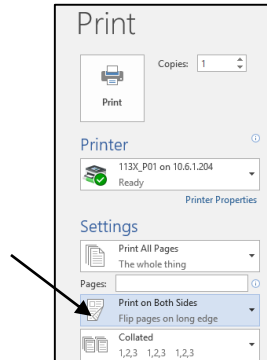 Print
Copies: 1
Print
Printer
113X_P01 on 10.6.1.204
Ready
Printer Properties
Settings
Print All Pages
The whole thing
Pages:
Print on Both Sides
Flip pages on long edge
Collated
1,2,3 1,2,3 1,2,3